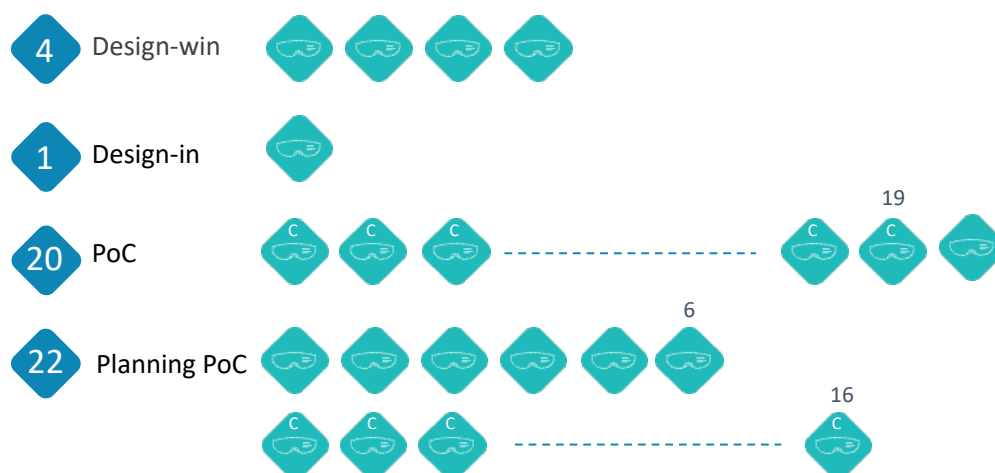 4 Design-win
1 Design-in
19
20 PoC C C C C C
6
22 Planning PoC
16
C C C C